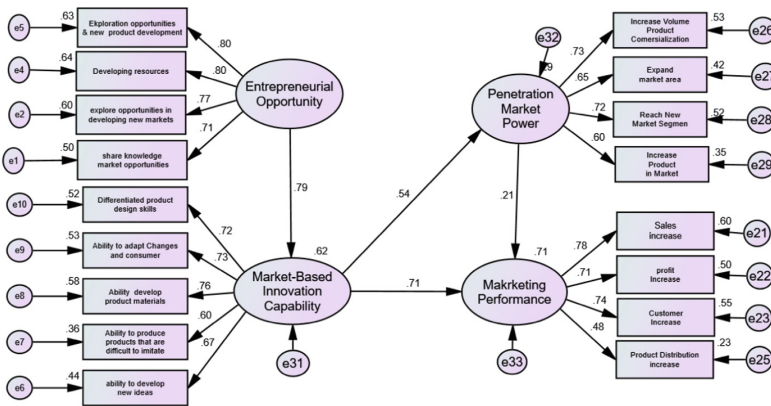 .63
e5
Exploration opportunities
& new product development
.80
.64
e4
Developing resources
.80
.60
e2
explore opportunities in
developing new markets
.77
.50
e1
share knowledge
market opportunities
.71
Entrepreneurial
Opportunity
.79
.52
e10
Differentiated product
design skills
.72
.53
e9
Ability to adapt Changes
and consumer
.73
.58
e8
Ability develop
product materials
.76
.36
e7
Ability to produce
products that are
difficult to imitate
.60
.44
e6
ability to develop
new ideas
.67
.62
Market-Based
Innovation
Capability
e31
.54
.71
e32
Penetration
Market
Power
.21
.73
Increase Volume
Product
Comersialization
.53
e26
.65
Expand
market area
.42
e27
.72
Reach New
Market Segmen
.52
e28
.60
Increase
Product
in Market
.35
e29
.71
Makrketing
Performance
e33
.78
Sales
increase
.60
e21
.71
profit
Increase
.50
e22
.74
Customer
Increase
.55
e23
.48
Product Distribution
increase
.23
e25